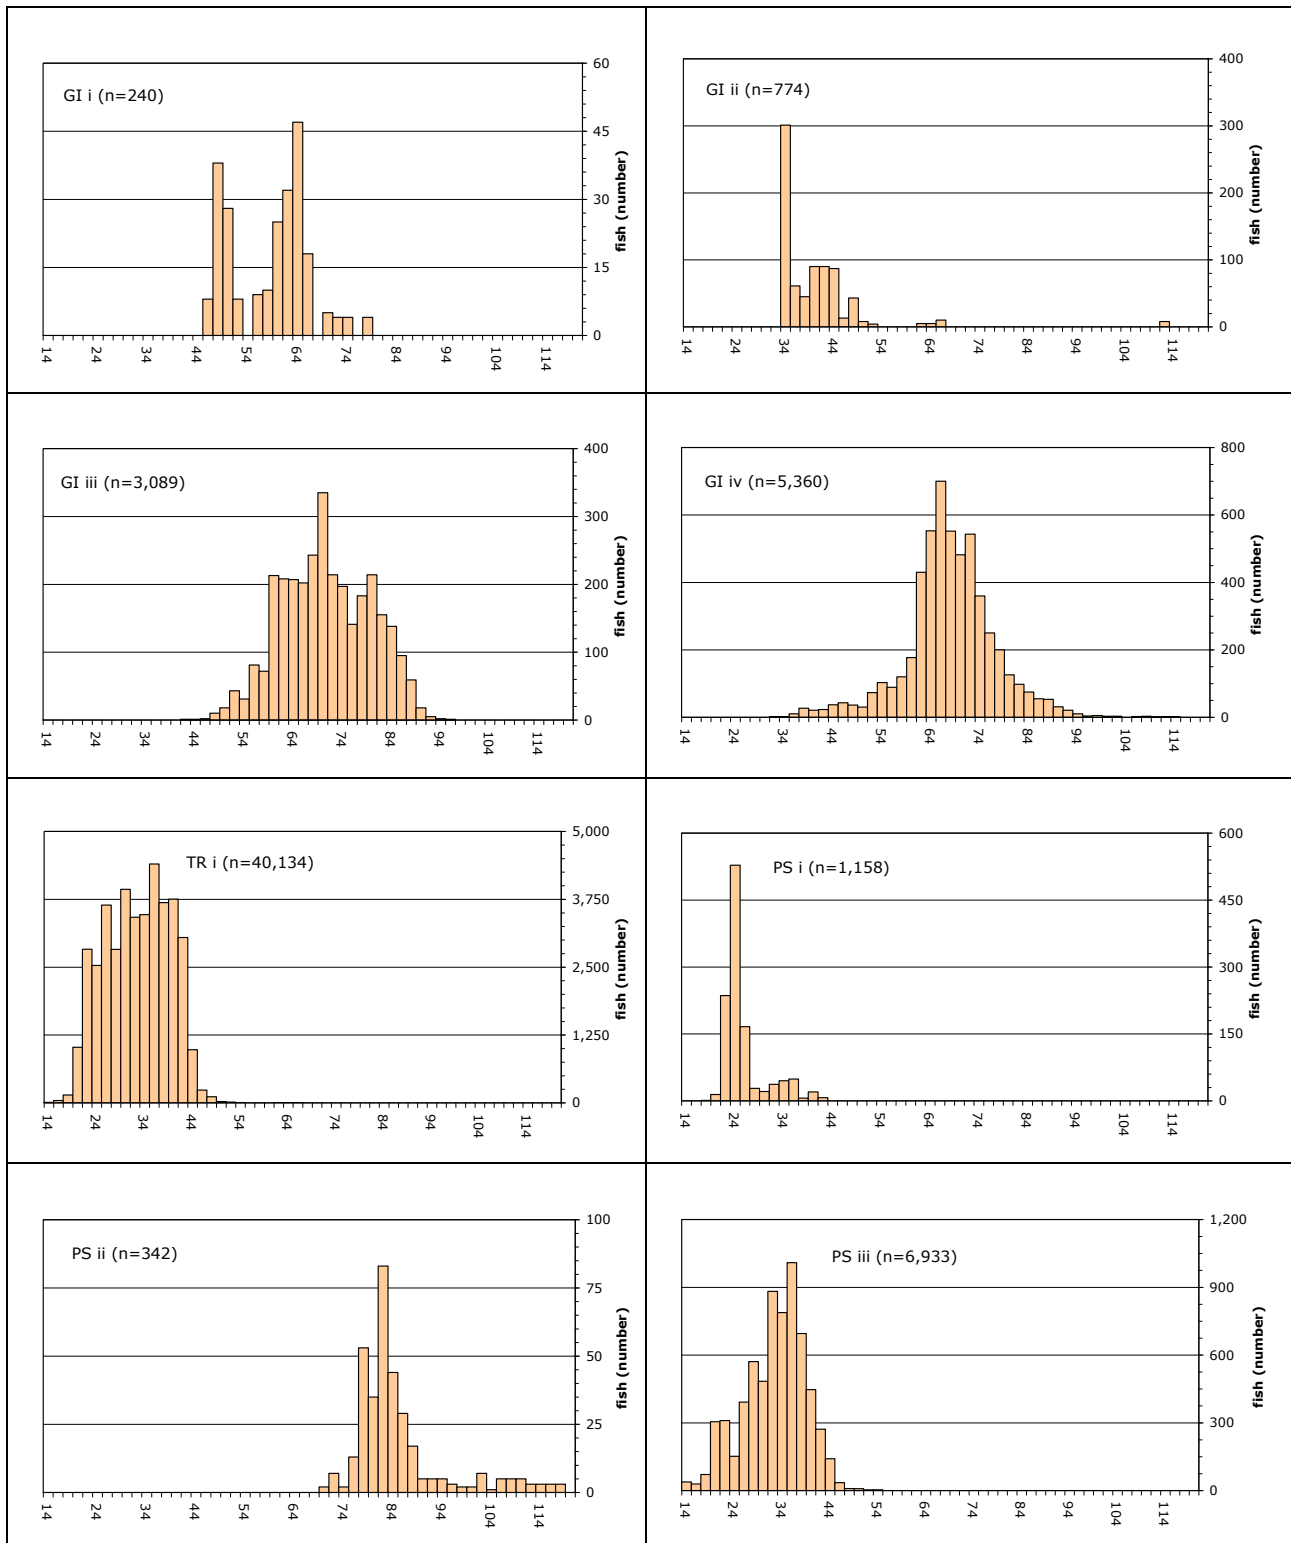 GI i (n=240)
60
45
30
15
0
fish (number)
14 24 34 44 54 64 74 84 94 104 114
GI ii (n=774)
400
300
200
100
0
fish (number)
14 24 34 44 54 64 74 84 94 104 114
GI iii (n=3,089)
400
300
200
100
0
fish (number)
14 24 34 44 54 64 74 84 94 104 114
GI iv (n=5,360)
800
600
400
200
0
fish (number)
14 24 34 44 54 64 74 84 94 104 114
TR i (n=40,134)
5,000
3,750
2,500
1,250
0
fish (number)
14 24 34 44 54 64 74 84 94 104 114
PS i (n=1,158)
600
450
300
150
0
fish (number)
14 24 34 44 54 64 74 84 94 104 114
PS ii (n=342)
100
75
50
25
0
fish (number)
14 24 34 44 54 64 74 84 94 104 114
PS iii (n=6,933)
1,200
900
600
300
0
fish (number)
14 24 34 44 54 64 74 84 94 104 114